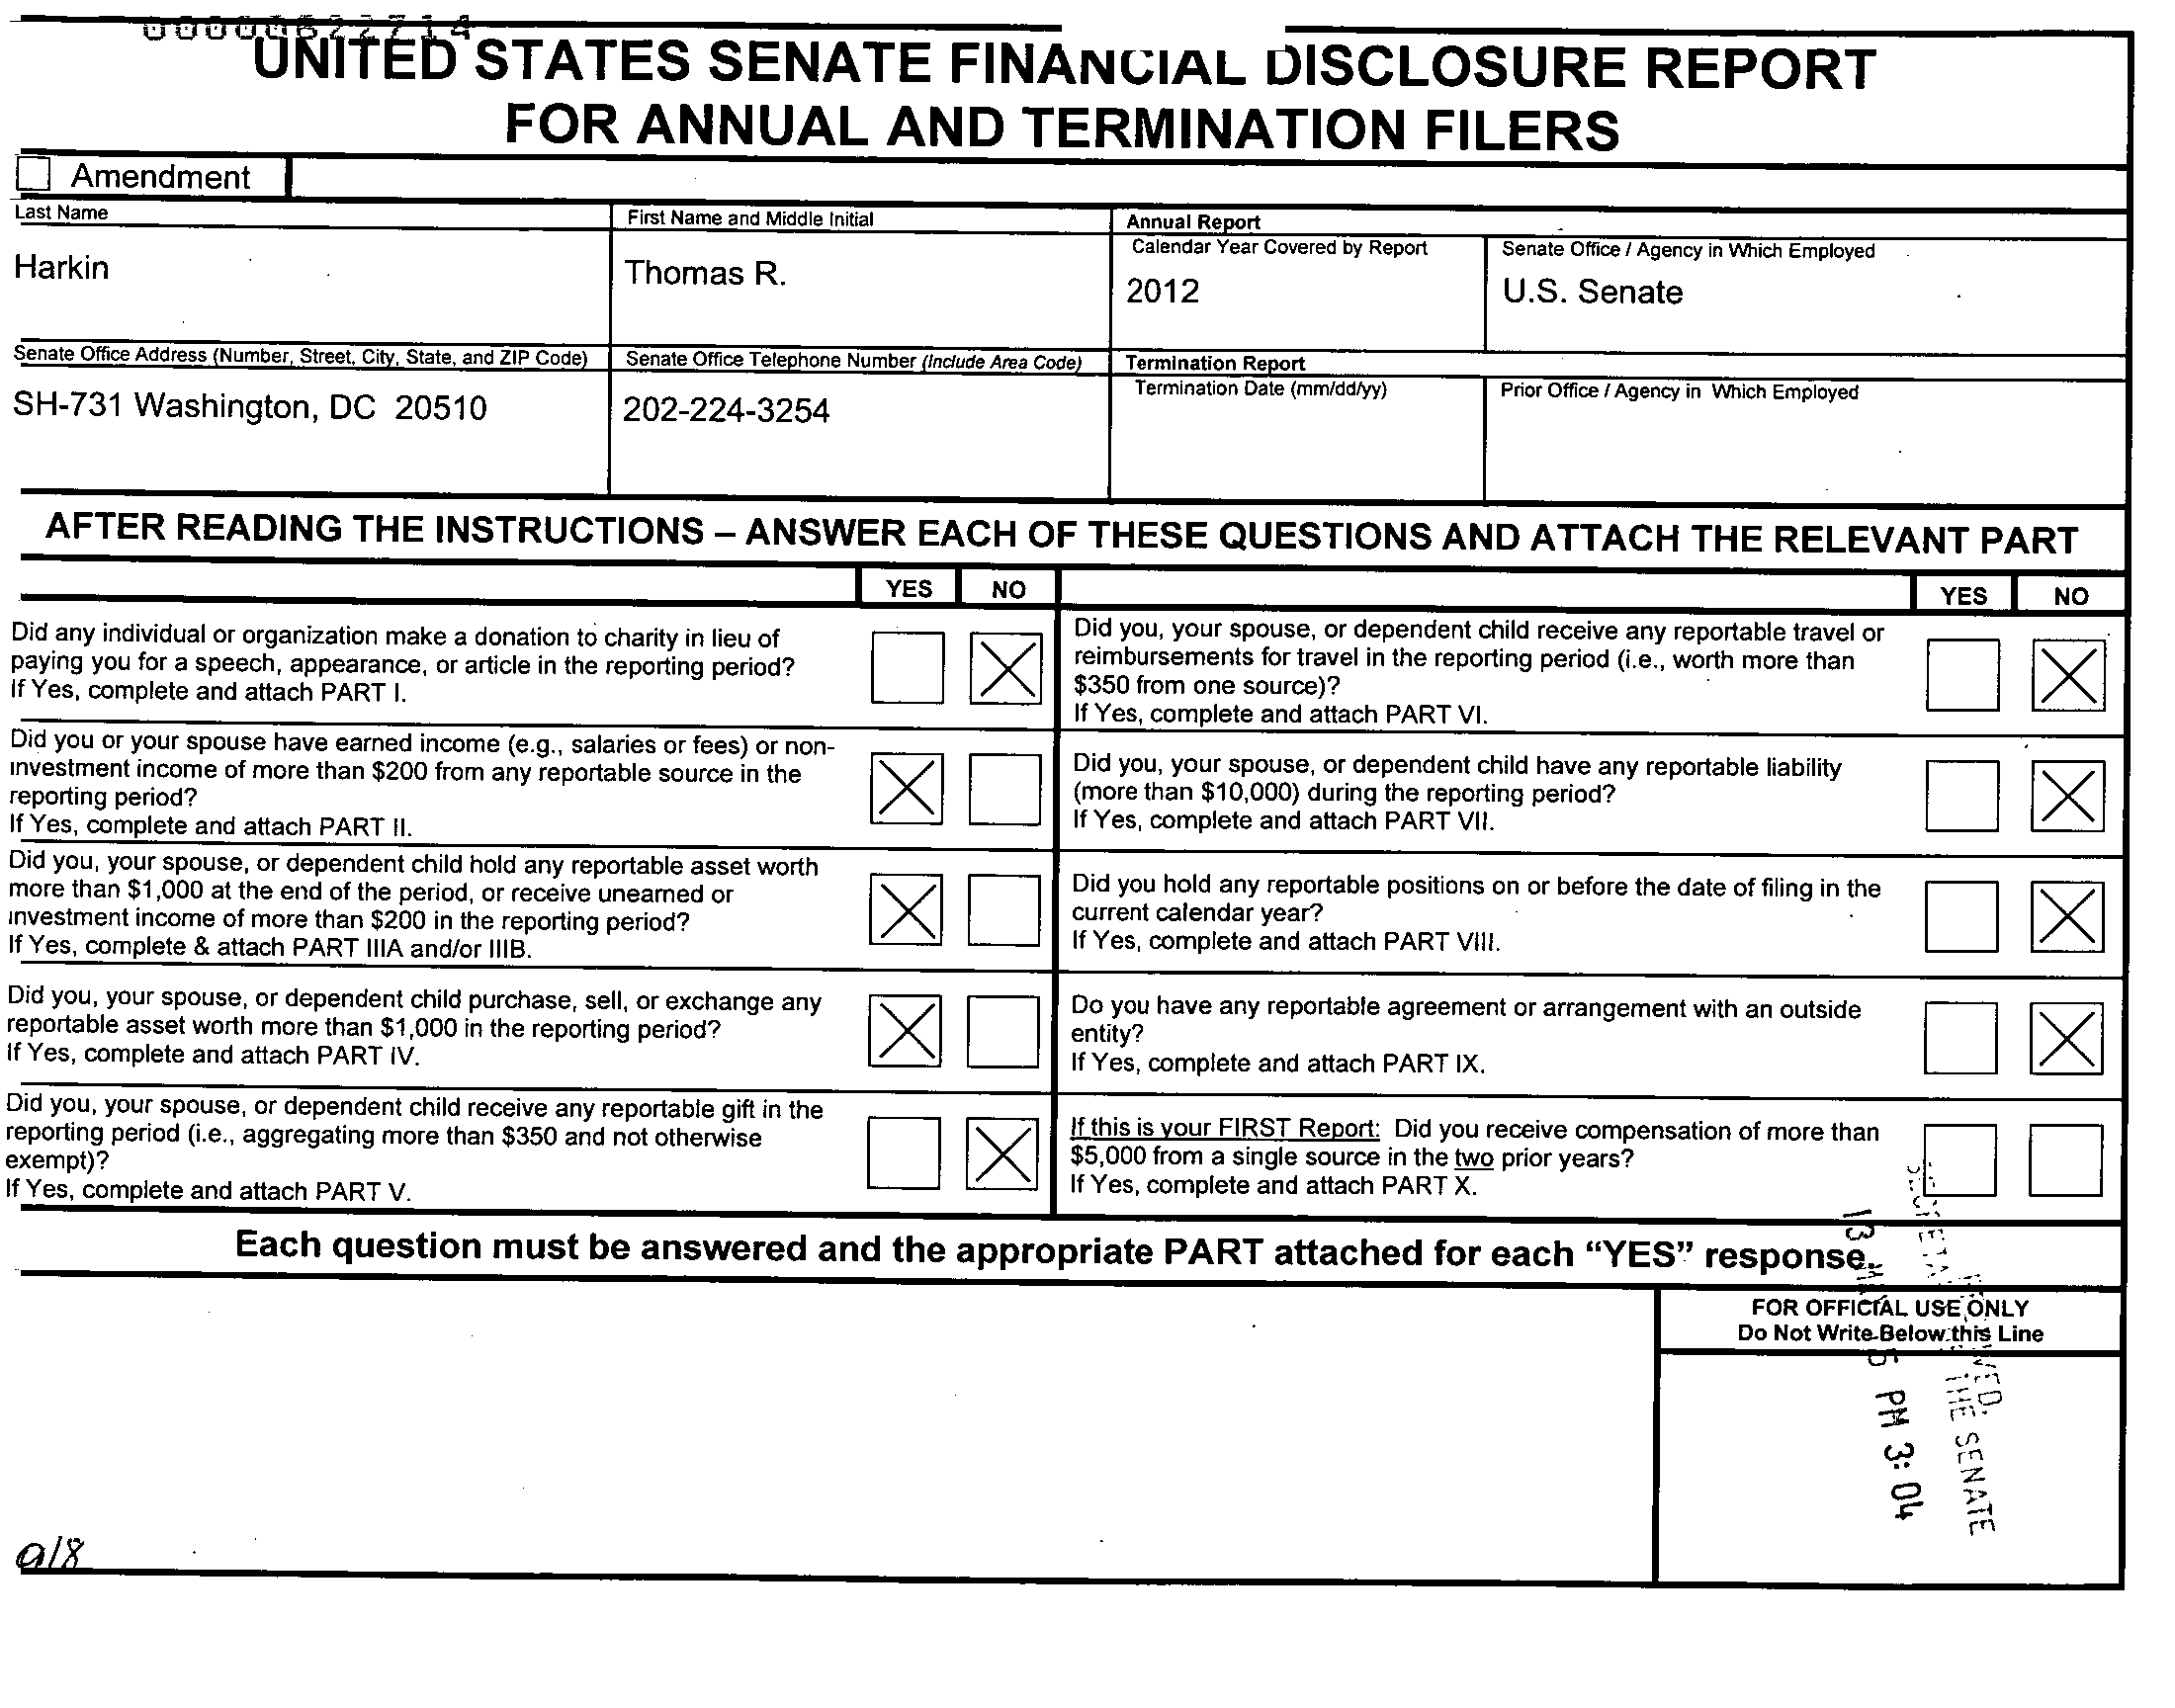 UNITED STATES SENATE FINANCIAL DISCLOSURE REPORT
FOR ANNUAL AND TERMINATION FILERS
Amendment
Last Name
First Name and Middle Initial
Annual Report
Calendar Year Covered by Report
Senate Office / Agency in Which Employed
Harkin
Thomas R.
2012
U.S. Senate
Senate Office Address (Number, Street, City, State, and ZIP Code)
Senate Office Telephone Number (Include Area Code)
Termination Report
Termination Date (mm/dd/yy)
Prior Office / Agency in Which Employed
SH-731 Washington, DC 20510
202-224-3254
AFTER READING THE INSTRUCTIONS – ANSWER EACH OF THESE QUESTIONS AND ATTACH THE RELEVANT PART
YES NO
YES NO
Did any individual or organization make a donation to charity in lieu of
paying you for a speech, appearance, or article in the reporting period?
If Yes, complete and attach PART I.
Did you, your spouse, or dependent child receive any reportable travel or
reimbursements for travel in the reporting period (i.e., worth more than
$350 from one source)?
If Yes, complete and attach PART VI.
Did you or your spouse have earned income (e.g., salaries or fees) or non-
investment income of more than $200 from any reportable source in the
reporting period?
If Yes, complete and attach PART II.
Did you, your spouse, or dependent child have any reportable liability
(more than $10,000) during the reporting period?
If Yes, complete and attach PART VII.
Did you, your spouse, or dependent child hold any reportable asset worth
more than $1,000 at the end of the period, or receive unearned or
investment income of more than $200 in the reporting period?
If Yes, complete & attach PART IIIA and/or IIIB.
Did you hold any reportable positions on or before the date of filing in the
current calendar year?
If Yes, complete and attach PART VIII.
Did you, your spouse, or dependent child purchase, sell, or exchange any
reportable asset worth more than $1,000 in the reporting period?
If Yes, complete and attach PART IV.
Do you have any reportable agreement or arrangement with an outside
entity?
If Yes, complete and attach PART IX.
Did you, your spouse, or dependent child receive any reportable gift in the
reporting period (i.e., aggregating more than $350 and not otherwise
exempt)?
If Yes, complete and attach PART V.
If this is your FIRST Report: Did you receive compensation of more than
$5,000 from a single source in the two prior years?
If Yes, complete and attach PART X.
Each question must be answered and the appropriate PART attached for each “YES” response.
FOR OFFICIAL USE ONLY
Do Not Write Below this Line
THE SENATE
PM 3:04